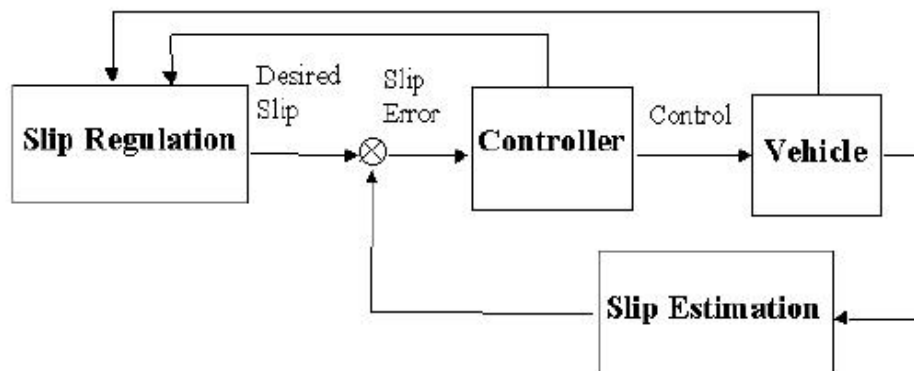 Slip Regulation
Desired
Slip
Slip
Error
Controller
Control
Vehicle
Slip Estimation